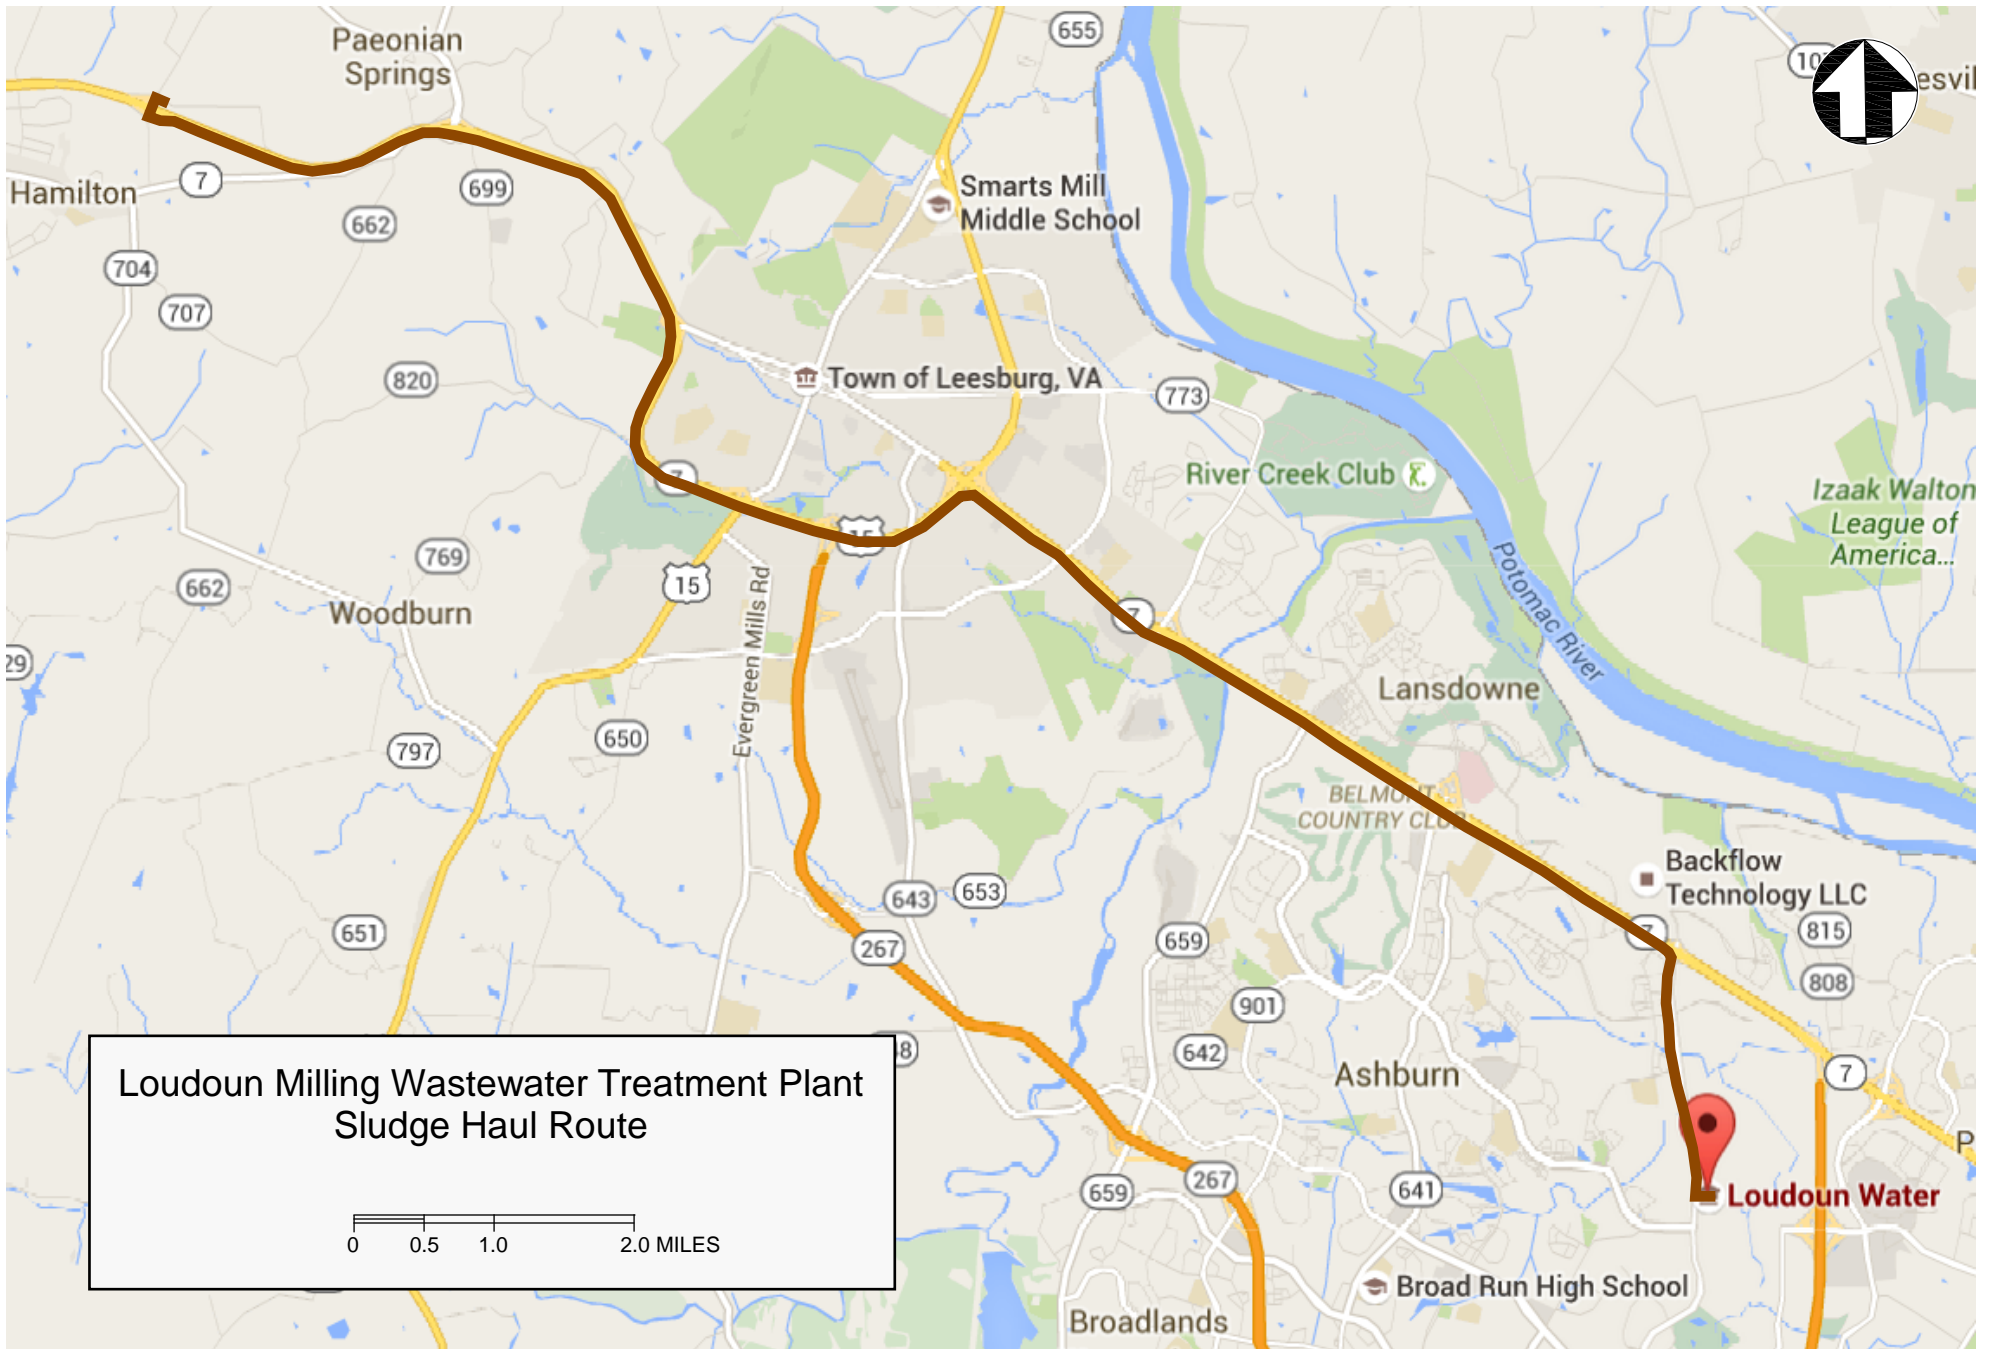 655
Paeonian
Springs
10
esvil
Hamilton
7
699
Smarts Mill
Middle School
662
704
707
820
Town of Leesburg, VA
773
River Creek Club
Izaak Walton
League of
America...
7
15
769
662
15
Woodburn
Evergreen Mills Rd
7
Potomac River
29
Lansdowne
650
797
BELMONT
COUNTRY CLUB
Backflow
Technology LLC
643
653
651
267
659
7
815
808
901
642
8
Ashburn
7
P
Loudoun Milling Wastewater Treatment Plant
Sludge Haul Route
0 0.5 1.0 2.0 MILES
659
267
641
Loudoun Water
Broad Run High School
Broadlands